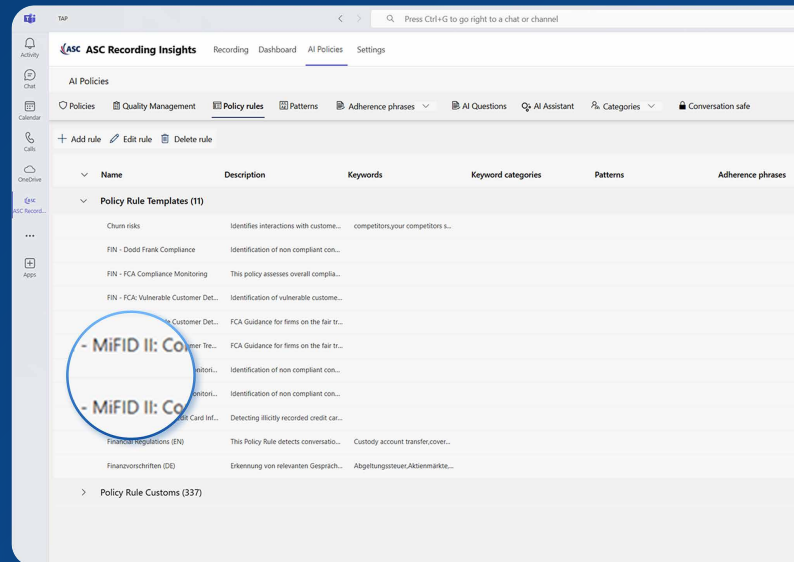 TAP
Press Ctrl+G to go right to a chat or channel
Activity
Chat
Calendar
Calls
OneDrive
ASC Record...
...
Apps
ASC ASC Recording Insights Recording Dashboard AI Policies Settings
AI Policies
Policies Quality Management Policy rules Patterns Adherence phrases AI Questions AI Assistant Categories Conversation safe
+ Add rule Edit rule Delete rule
Name Description Keywords Keyword categories Patterns Adherence phrases
Policy Rule Templates (11)
Churn risks Identifies interactions with custome... competitors,your competitors s...
FIN - Dodd Frank Compliance Identification of non compliant con...
FIN - FCA Compliance Monitoring This policy assesses overall complia...
FIN - FCA: Vulnerable Customer Det... Identification of vulnerable custome...
Customer Det... FCA Guidance for firms on the fair tr...
- MiFID II: Co
mer Tre... FCA Guidance for firms on the fair tr...
onitori... Identification of non compliant con...
onitori... Identification of non compliant con...
- MiFID II: Co
dit Card Inf... Detecting illicitly recorded credit car...
Financial Regulations (EN) This Policy Rule detects conversatio... Custody account transfer,cover...
Finanzvorschriften (DE) Erkennung von relevanten Gespräch... Abgeltungssteuer,Aktienmärkte,...
Policy Rule Customs (337)